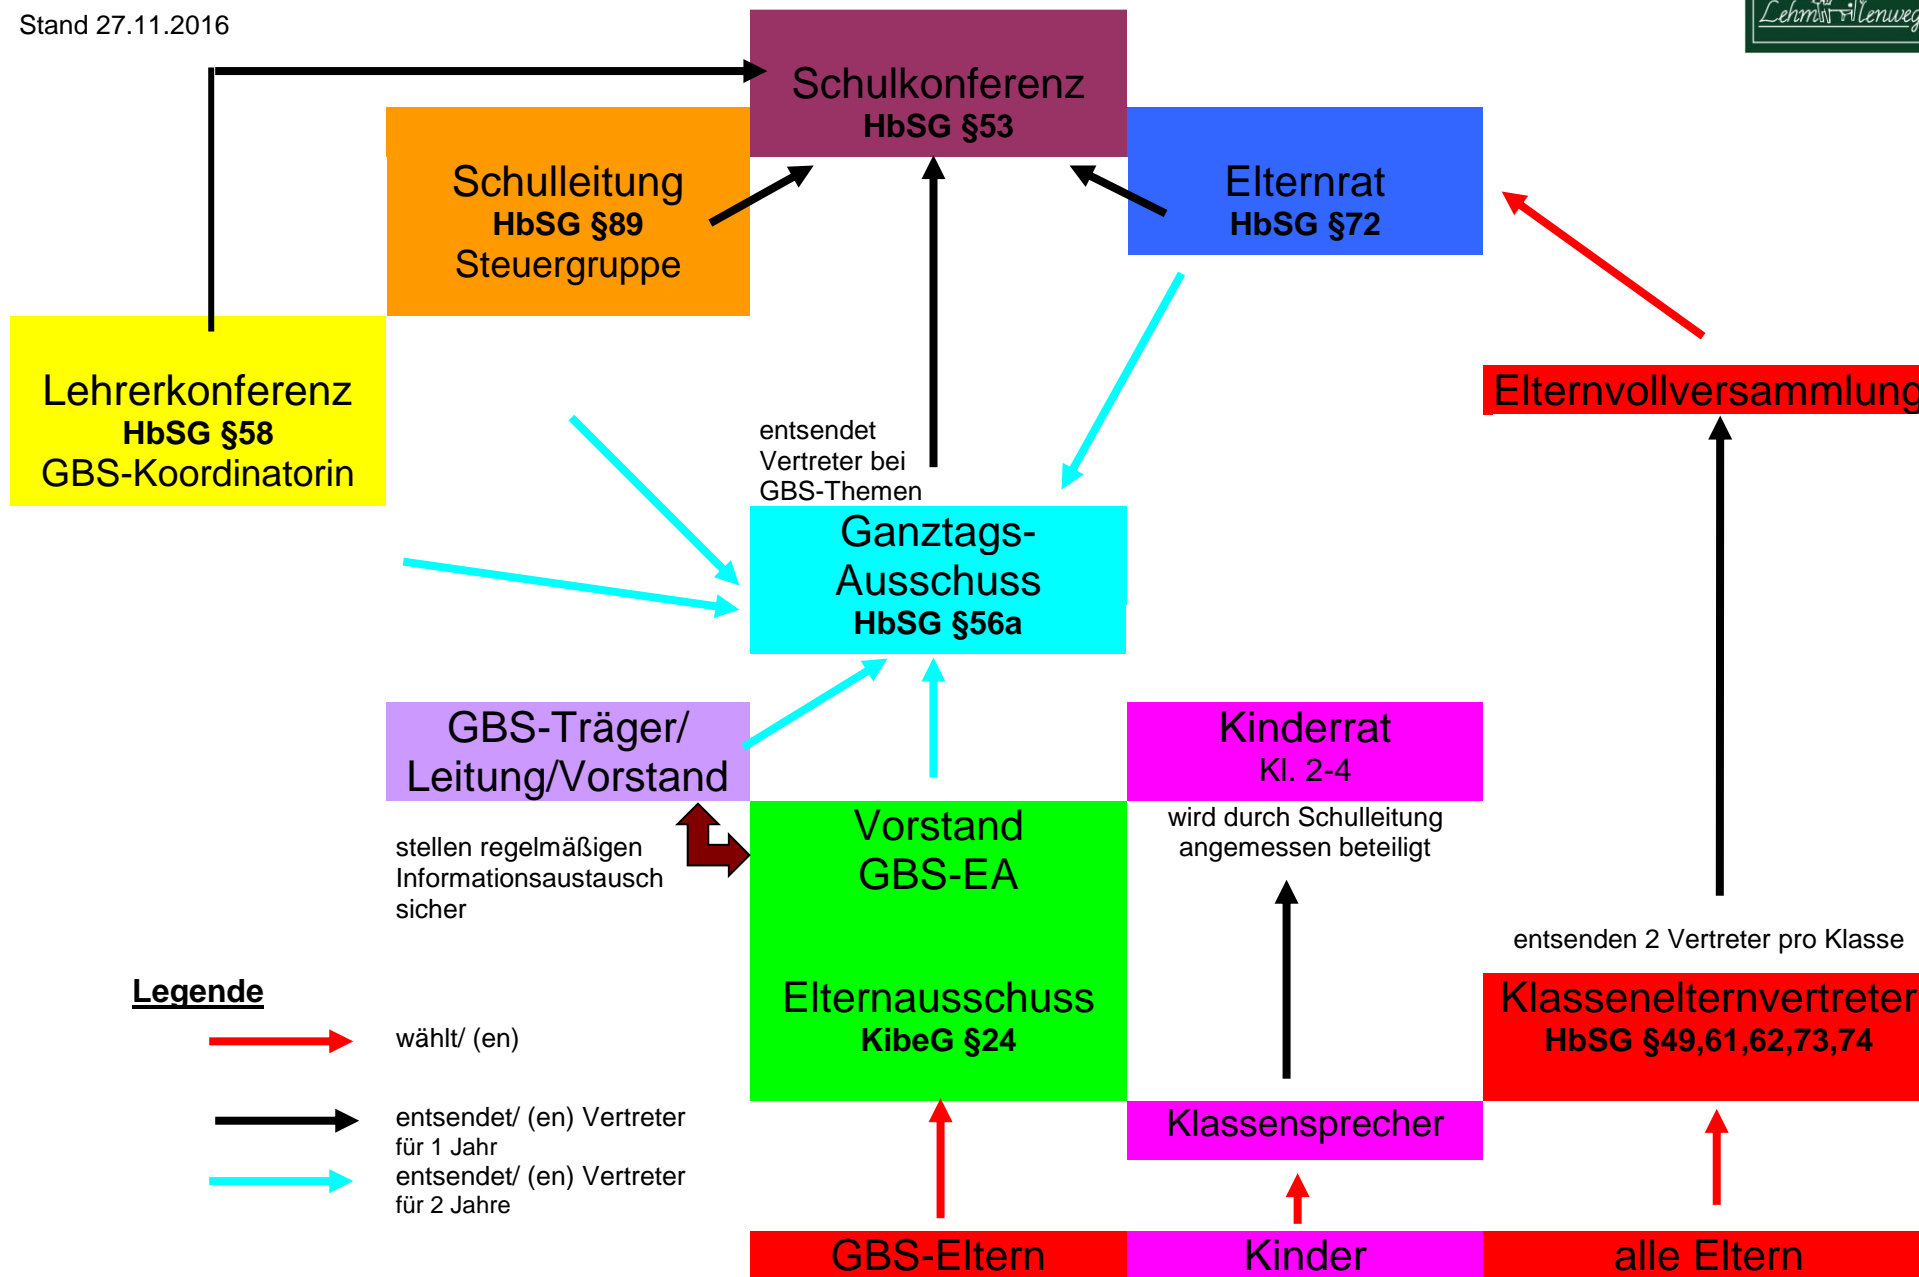 Stand 27.11.2016
Schulkonferenz
HbSG §53
Schulleitung
HbSG §89
Steuergruppe
Elternrat
HbSG §72
Lehrerkonferenz
HbSG §58
GBS-Koordinatorin
Elternvollversammlung
entsendet
Vertreter bei
GBS-Themen
Ganztags-
Ausschuss
HbSG §56a
GBS-Träger/
Leitung/Vorstand
Kinderrat
Kl. 2-4
wird durch Schulleitung
angemessen beteiligt
stellen regelmäßigen
Informationsaustausch
sicher
Vorstand
GBS-EA
Elternausschuss
KibeG §24
entsenden 2 Vertreter pro Klasse
Klassenelternvertreter
HbSG §49,61,62,73,74
Klassensprecher
Legende
wählt/ (en)
entsendet/ (en) Vertreter
für 1 Jahr
entsendet/ (en) Vertreter
für 2 Jahre
GBS-Eltern
Kinder
alle Eltern